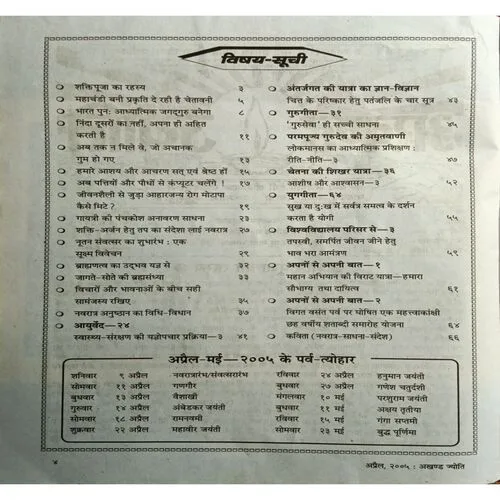 विषय-सूची
शक्तिपूजा का रहस्य ३
महाचंडी बनी प्रकृति दे रही है चेतावनी ५
भारत पुनः आध्यात्मिक जगद्गुरु बनेगा ८
निंदा दूसरों का नहीं, अपना ही अहित
करती है ११
अब तक न मिले वे, जो अचानक
गुम हो गए १३
हमारे आशय और आचरण सत् एवं श्रेष्ठ हों १५
अब पत्तियों और पौधों से कंप्यूटर चलेंगे ! १७
जीवनशैली से जुड़ा आहारजन्य रोग मोटापा
कैसे मिटे ? १९
गायत्री की पंचकोश अनावरण साधना २३
शक्ति-अर्जन हेतु तप का संदेश लाई नवरात्र २७
नूतन संवत्सर का शुभारंभ : एक
सूक्ष्म विवेचन २९
ब्राह्मणत्व का उद्भव यज्ञ से ३२
जागते-सोते की ब्रह्मसंध्या ३३
विचारों और भावनाओं के बीच सही
सामंजस्य रखिए ३५
नवरात्र अनुष्ठान का विधि-विधान ३७
आयुर्वेद—२४
स्वास्थ्य-संरक्षण की यज्ञोपचार प्रक्रिया—३ ४१
अंतर्जगत की यात्रा का ज्ञान-विज्ञान
चित्त के परिष्कार हेतु पतंजलि के चार सूत्र ४३
गुरुगीता—३१
'गुरुसेवा' ही सच्ची साधना ४५
परमपूज्य गुरुदेव की अमृतवाणी
लोकमानस का आध्यात्मिक प्रशिक्षण :
रीति-नीति—३ ४७
चेतना की शिखर यात्रा—३६
आशीष और आश्वासन—३ ५२
युगगीता—६४
सुख या दुःख में सर्वत्र समत्व के दर्शन
करता है योगी ५५
विश्वविद्यालय परिसर से—३
तपस्वी, समर्पित जीवन जीने हेतु
भाव भरा आमंत्रण ५९
अपनों से अपनी बात—१
महान अभियान की विराट यात्रा—हमारा
सौभाग्य तथा दायित्व ६१
अपनों से अपनी बात—२
विगत वसंत पर्व पर घोषित एक महत्त्वाकांक्षी
छह वर्षीय शताब्दी समारोह योजना ६४
कविता (नवरात्र-साधना-संदेश) ६६
अप्रैल-मई—२००५ के पर्व-त्योहार
शनिवार ९ अप्रैल नवरात्रारंभ/संवत्सरारंभ
सोमवार ११ अप्रैल गणगौर
बुधवार १३ अप्रैल वैशाखी
गुरुवार १४ अप्रैल अंबेडकर जयंती
सोमवार १८ अप्रैल रामनवमी
शुक्रवार २२ अप्रैल महावीर जयंती
रविवार २४ अप्रैल हनुमान जयंती
बुधवार २७ अप्रैल गणेश चतुर्दशी
मंगलवार १० मई परशुराम जयंती
बुधवार ११ मई अक्षय तृतीया
रविवार १५ मई गंगा सप्तमी
सोमवार २३ मई बुद्ध पूर्णिमा
४
अप्रैल, २००५ : अखण्ड ज्योति